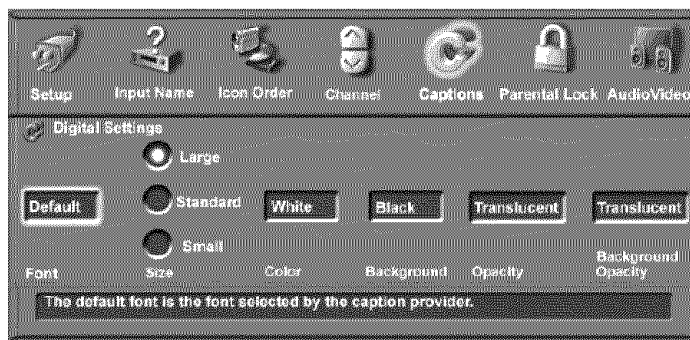 Setup Input Name Icon Order Channel Captions Parental Lock AudioVideo
Digital Settings
Large
Default Standard White Black Translucent Translucent
Small
Font Size Color Background Opacity Background Opacity
The default font is the font selected by the caption provider.